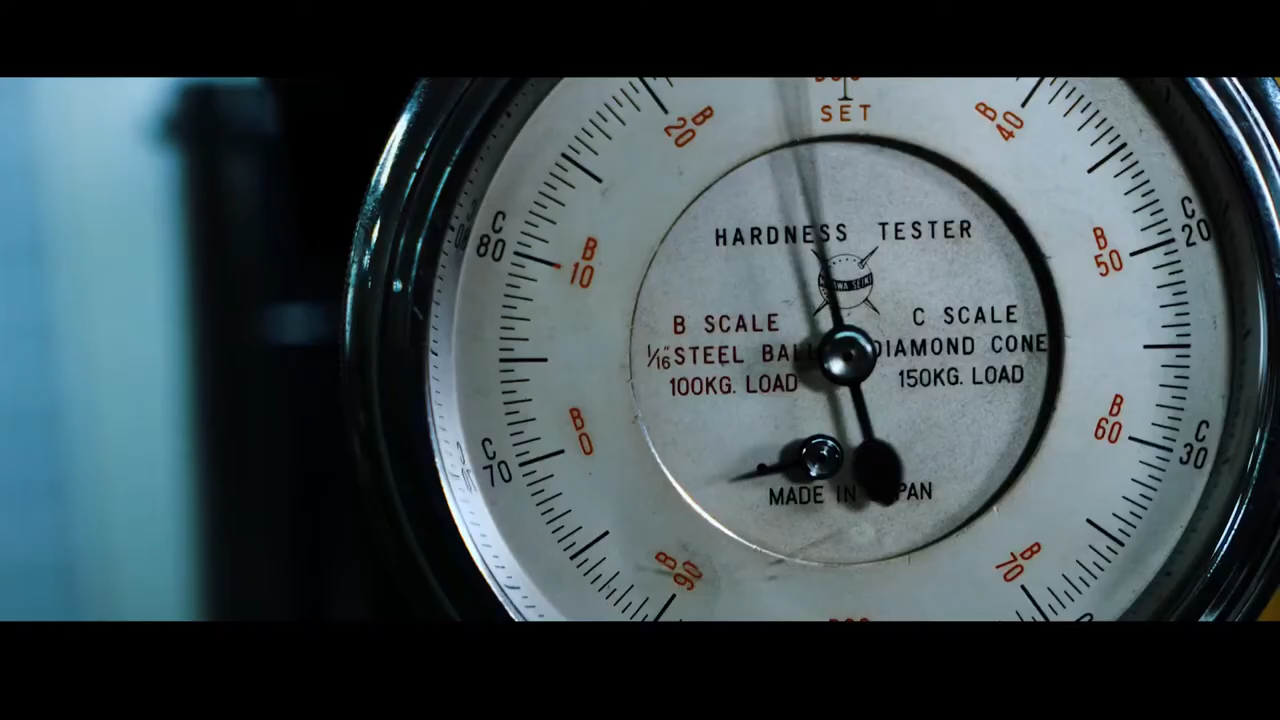 SET
B 20
B 40
HARDNESS TESTER
C 80
B 10
B 50
C 20
B SCALE
1/16" STEEL BALL
100KG. LOAD
C SCALE
DIAMOND CONE
150KG. LOAD
C 70
B 0
B 60
C 30
MADE IN
B 90
B 70